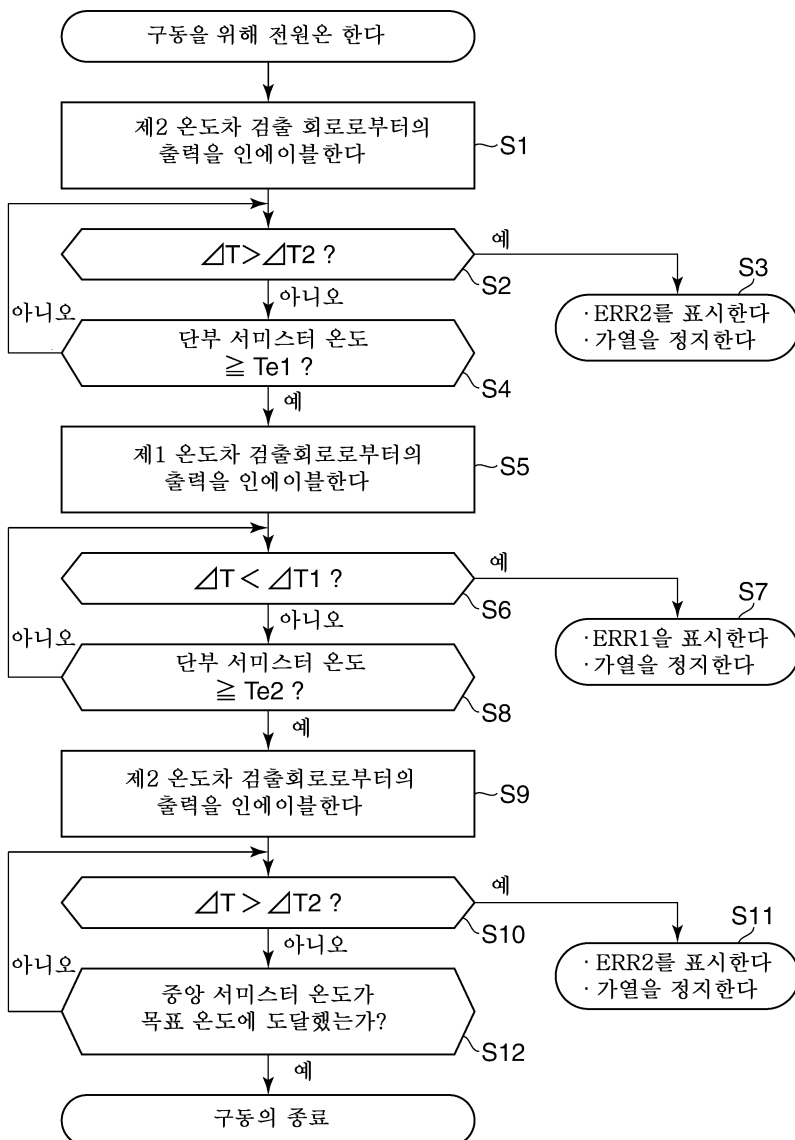 구동을 위해 전원온 한다
제2 온도차 검출 회로로부터의
출력을 인에이블한다
S1
⊿T>⊿T2 ?
예
S2
S3
· ERR2를 표시한다
· 가열을 정지한다
아니오
아니오
단부 서미스터 온도
≧ Te1 ?
S4
예
제1 온도차 검출회로로부터의
출력을 인에이블한다
S5
⊿T < ⊿T1 ?
예
S6
S7
· ERR1을 표시한다
· 가열을 정지한다
아니오
아니오
단부 서미스터 온도
≧ Te2 ?
S8
예
제2 온도차 검출회로로부터의
출력을 인에이블한다
S9
⊿T > ⊿T2 ?
예
S10
S11
· ERR2를 표시한다
· 가열을 정지한다
아니오
아니오
중앙 서미스터 온도가
목표 온도에 도달했는가?
S12
예
구동의 종료